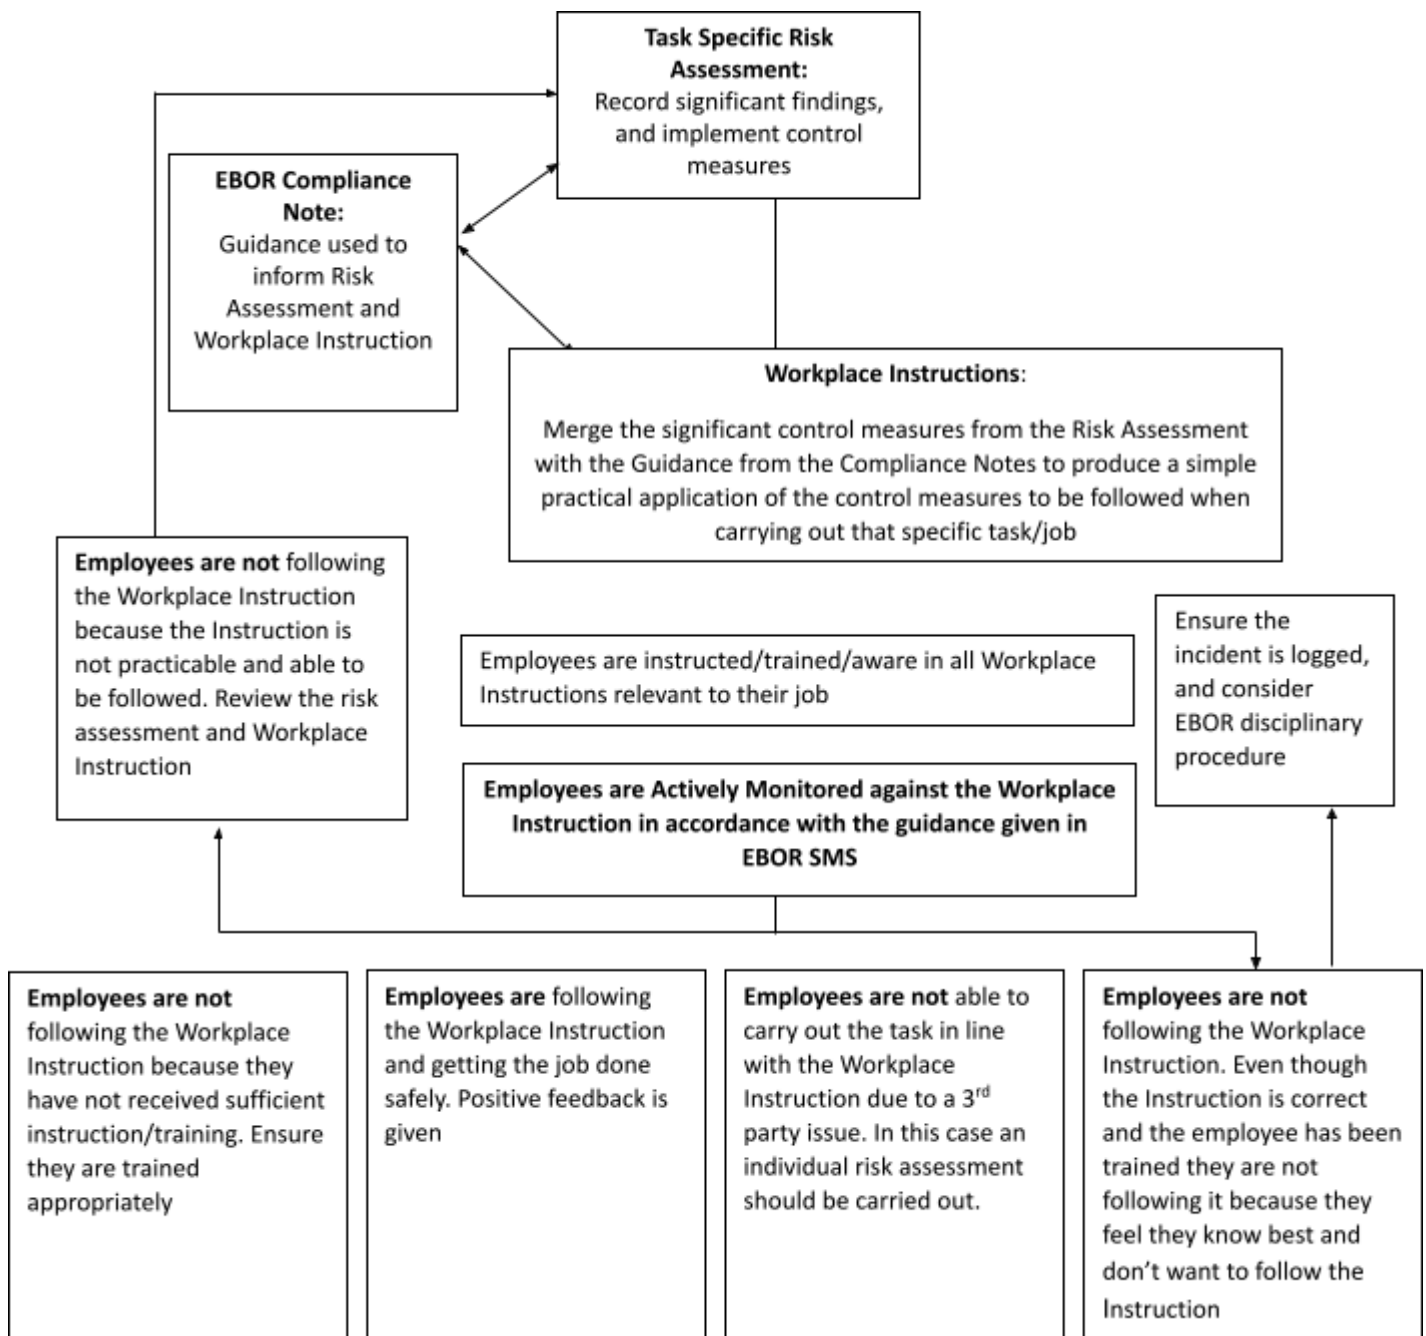 Task Specific Risk
Assessment:
Record significant findings,
and implement control
measures
EBOR Compliance
Note:
Guidance used to
inform Risk
Assessment and
Workplace Instruction
Workplace Instructions:
Merge the significant control measures from the Risk Assessment
with the Guidance from the Compliance Notes to produce a simple
practical application of the control measures to be followed when
carrying out that specific task/job
Employees are not following
the Workplace Instruction
because the Instruction is
not practicable and able to
be followed. Review the risk
assessment and Workplace
Instruction
Employees are instructed/trained/aware in all Workplace
Instructions relevant to their job
Ensure the
incident is logged,
and consider
EBOR disciplinary
procedure
Employees are Actively Monitored against the Workplace
Instruction in accordance with the guidance given in
EBOR SMS
Employees are not
following the Workplace
Instruction because they
have not received sufficient
instruction/training. Ensure
they are trained
appropriately
Employees are following
the Workplace Instruction
and getting the job done
safely. Positive feedback is
given
Employees are not able to
carry out the task in line
with the Workplace
Instruction due to a 3rd
party issue. In this case an
individual risk assessment
should be carried out.
Employees are not
following the Workplace
Instruction. Even though
the Instruction is correct
and the employee has been
trained they are not
following it because they
feel they know best and
don’t want to follow the
Instruction